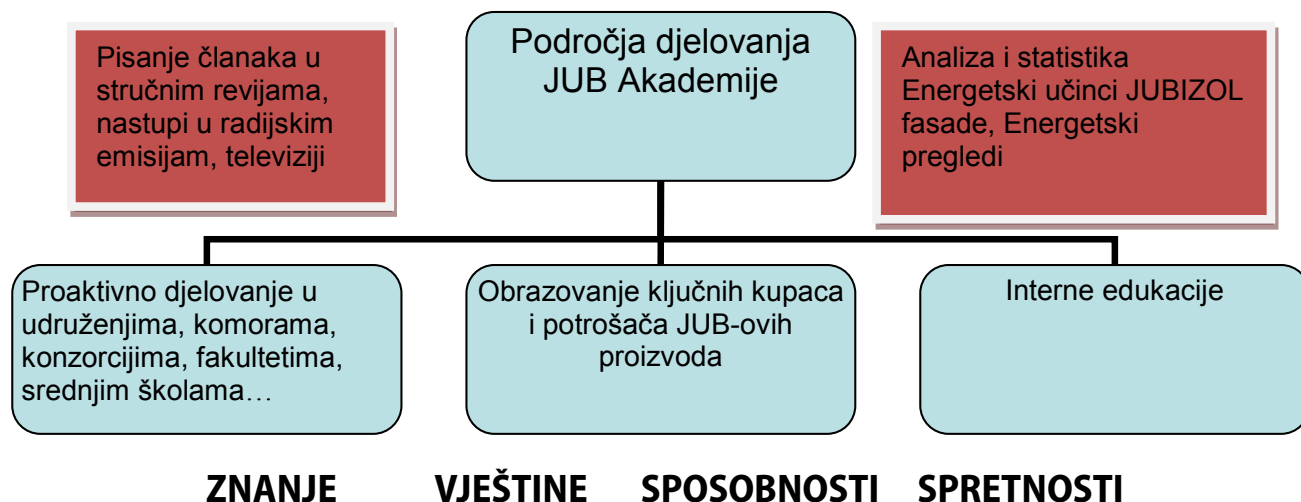 Pisanje članaka u
stručnim revijama,
nastupi u radijskim
emisijam, televiziji
Područja djelovanja
JUB Akademije
Analiza i statistika
Energetski učinci JUBIZOL
fasade, Energetski
pregledi
Proaktivno djelovanje u
udruženjima, komorama,
konzorcijima, fakultetima,
srednjim školama…
Obrazovanje ključnih kupaca
i potrošača JUB-ovih
proizvoda
Interne edukacije
ZNANJE VJEŠTINE SPOSOBNOSTI SPRETNOSTI